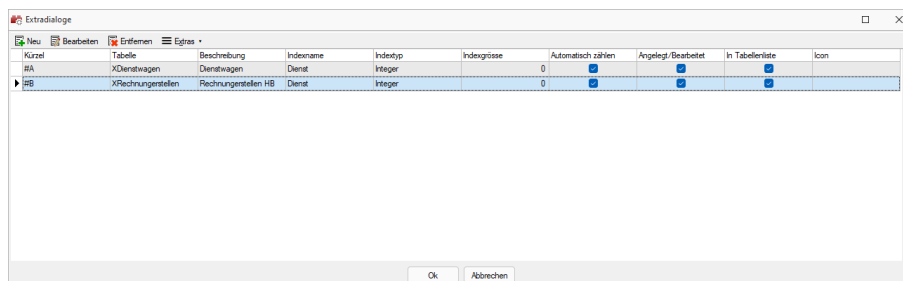 Extradialoge
Neu Bearbeiten Entfernen Extras
Kürzel Tabelle Beschreibung Indexname Indextyp Indexgrösse Automatisch zählen Angelegt/Bearbeitet In Tabellenliste Icon
#A XDienstwagen Dienstwagen Dienst Integer 0
#B XRechnungerstellen Rechnungerstellen HB Dienst Integer 0
Ok Abbrechen